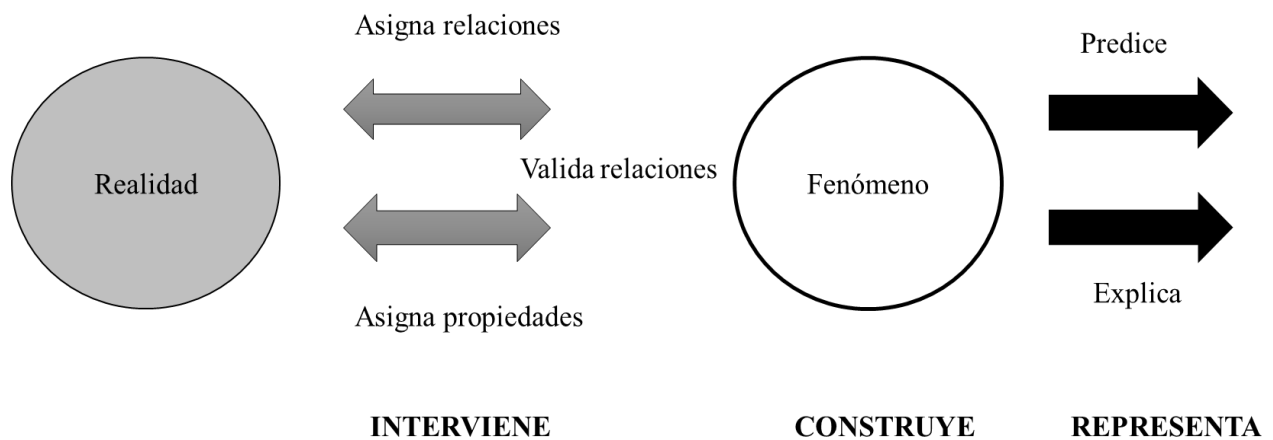 Asigna relaciones
Predice
Realidad
Valida relaciones
Fenómeno
Explica
Asigna propiedades
INTERVIENE
CONSTRUYE
REPRESENTA